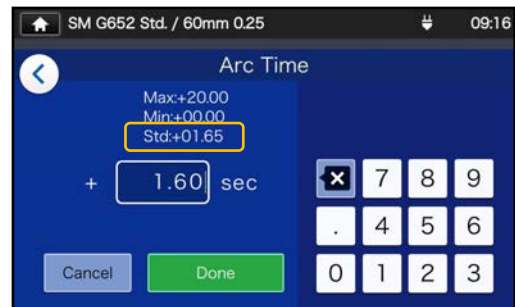 SM G652 Std. / 60mm 0.25 09:16
Arc Time
Max:+20.00
Min:+00.00
Std:+01.65
+ 1.60 sec
7 8 9
. 4 5 6
Cancel Done 0 1 2 3